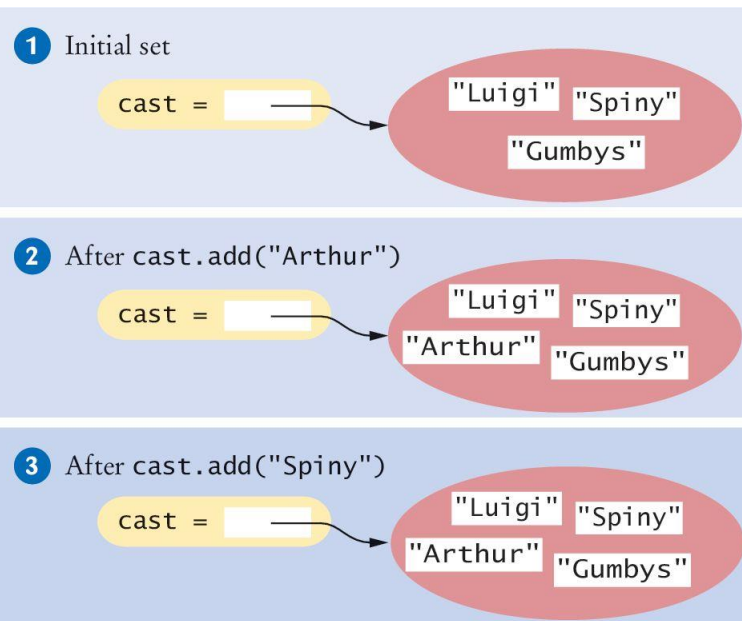 1 Initial set
cast =
"Luigi" "Spiny"
"Gumbys"
2 After cast.add("Arthur")
cast =
"Luigi" "Spiny"
"Arthur" "Gumbys"
3 After cast.add("Spiny")
cast =
"Luigi" "Spiny"
"Arthur" "Gumbys"